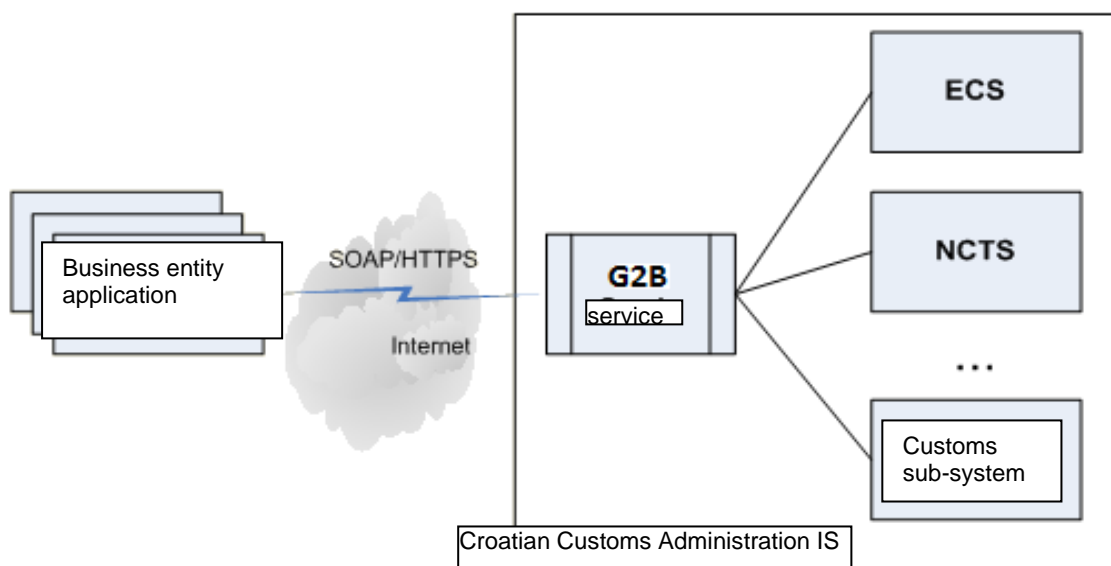 ECS
NCTS
...
Customs
sub-system
G2B
service
SOAP/HTTPS
Internet
Business entity
application
Croatian Customs Administration IS